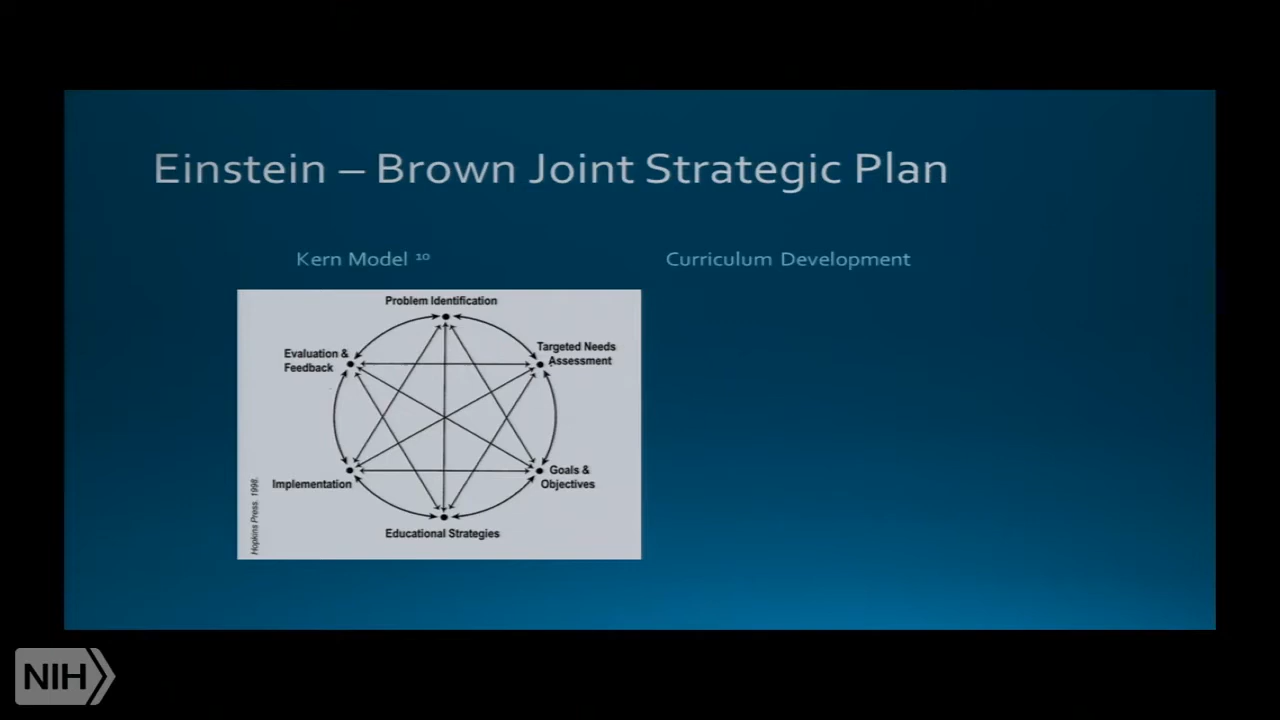 Einstein – Brown Joint Strategic Plan
Kern Model ¹⁰
Curriculum Development
Problem Identification
Targeted Needs
Assessment
Evaluation &
Feedback
Goals &
Objectives
Implementation
Educational Strategies
Hopkins Press. 1998.
NIH